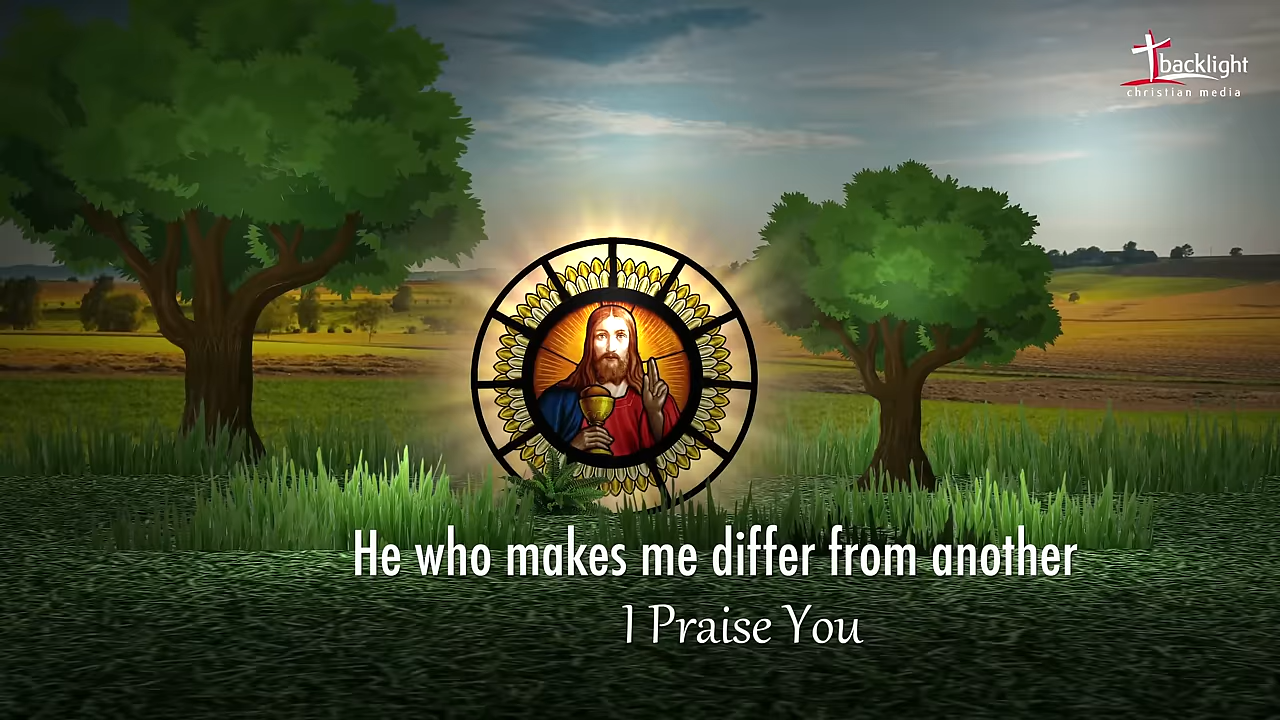 backlight
christian media
He who makes me differ from another
I Praise You